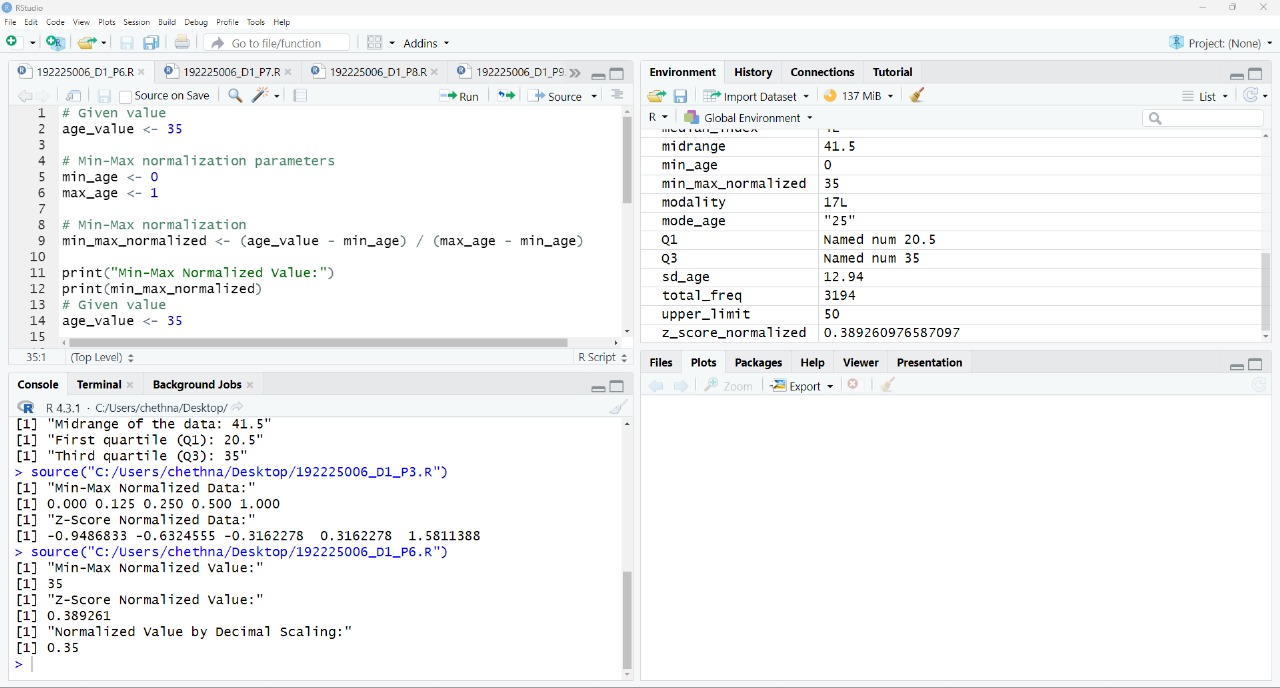 RStudio
File Edit Code View Plots Session Build Debug Profile Tools Help
Go to file/function Addins Project: (None)
192225006_D1_P6.R 192225006_D1_P7.R 192225006_D1_P8.R 192225006_D1_P9.
Source on Save Run Source
1 # Given value
2 age_value <- 35
3
4 # Min-Max normalization parameters
5 min_age <- 0
6 max_age <- 1
7
8 # Min-Max normalization
9 min_max_normalized <- (age_value - min_age) / (max_age - min_age)
10
11 print("Min-Max Normalized Value:")
12 print(min_max_normalized)
13 # Given value
14 age_value <- 35
15
35:1 (Top Level) R Script
Console Terminal Background Jobs
R 4.3.1 · C:/Users/chethna/Desktop/
[1] "Midrange of the data: 41.5"
[1] "First quartile (Q1): 20.5"
[1] "Third quartile (Q3): 35"
> source("C:/Users/chethna/Desktop/192225006_D1_P3.R")
[1] "Min-Max Normalized Data:"
[1] 0.000 0.125 0.250 0.500 1.000
[1] "Z-Score Normalized Data:"
[1] -0.9486833 -0.6324555 -0.3162278 0.3162278 1.5811388
> source("C:/Users/chethna/Desktop/192225006_D1_P6.R")
[1] "Min-Max Normalized Value:"
[1] 35
[1] "Z-Score Normalized Value:"
[1] 0.389261
[1] "Normalized Value by Decimal Scaling:"
[1] 0.35
>
Environment History Connections Tutorial
Import Dataset 137 MiB List
R Global Environment
midrange 41.5
min_age 0
min_max_normalized 35
modality 17L
mode_age "25"
Q1 Named num 20.5
Q3 Named num 35
sd_age 12.94
total_freq 3194
upper_limit 50
z_score_normalized 0.389260976587097
Files Plots Packages Help Viewer Presentation
Zoom Export